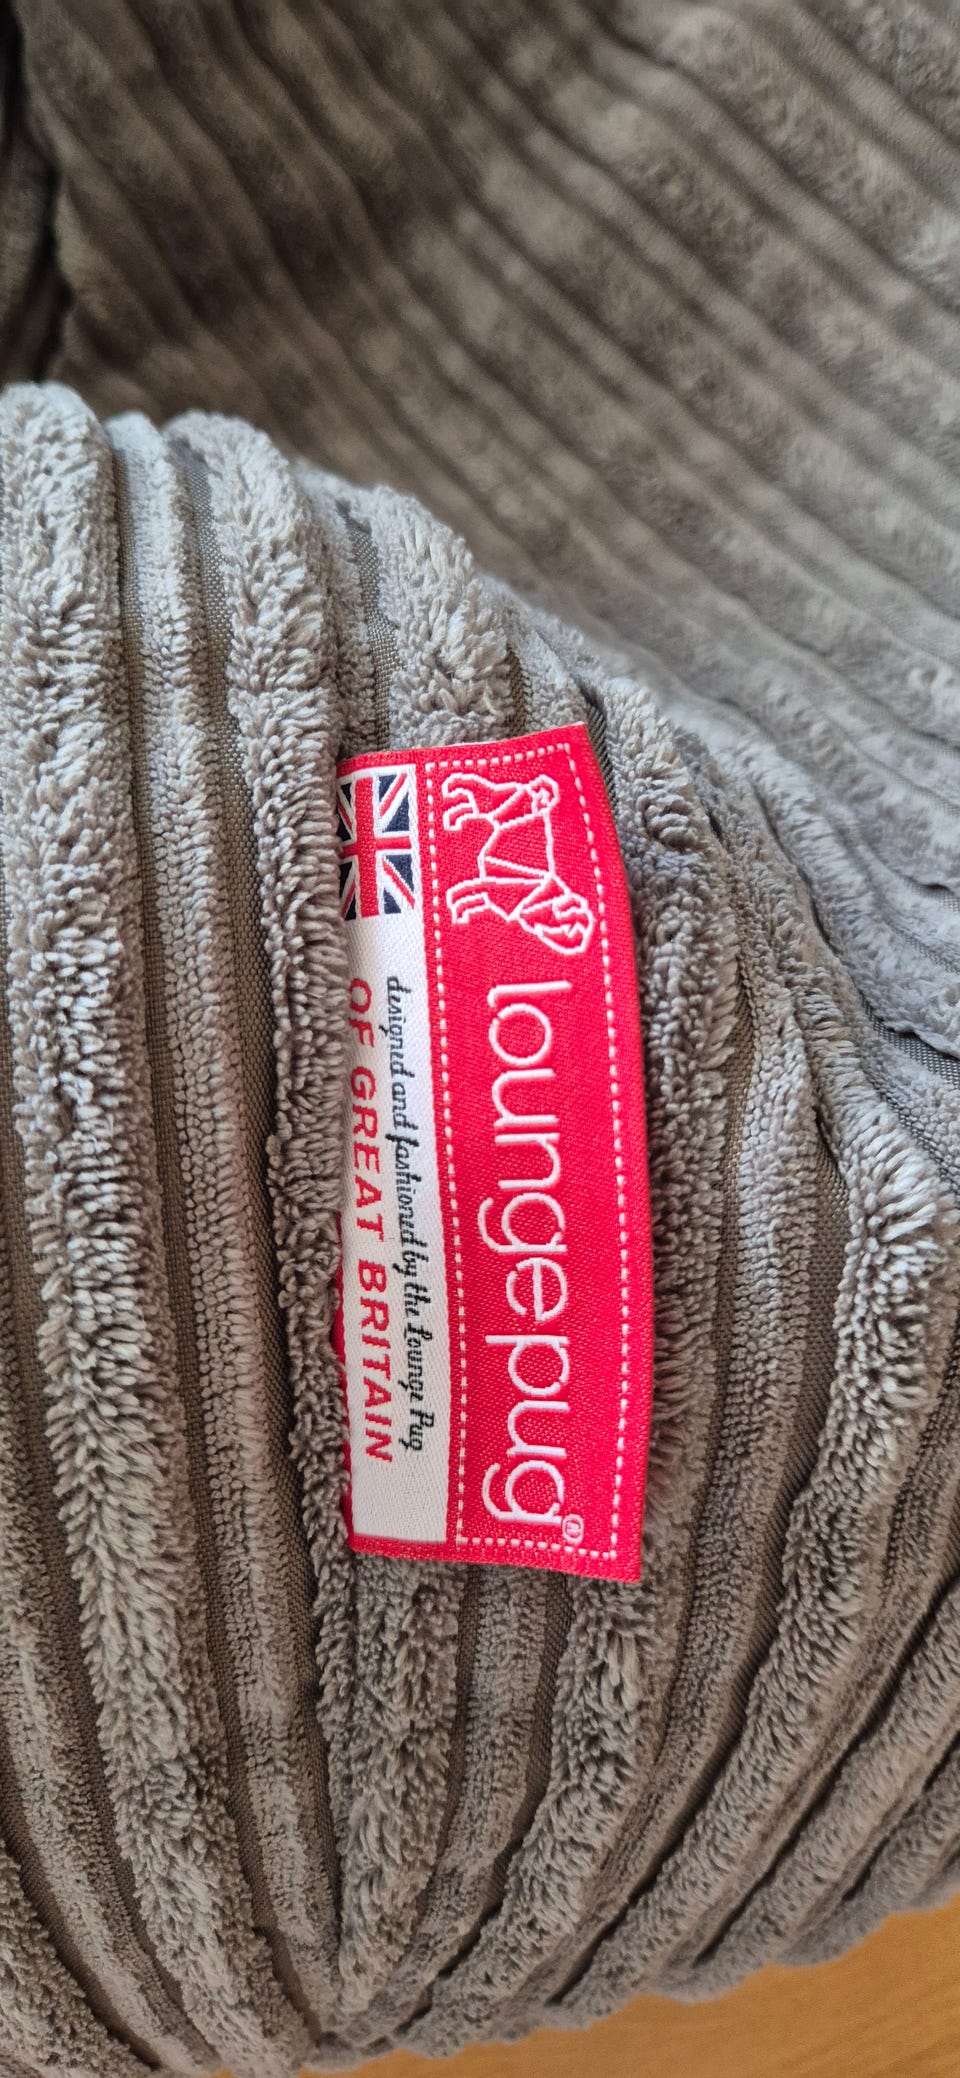 loungepug®
designed and fashioned by the Lounge Pug
OF GREAT BRITAIN